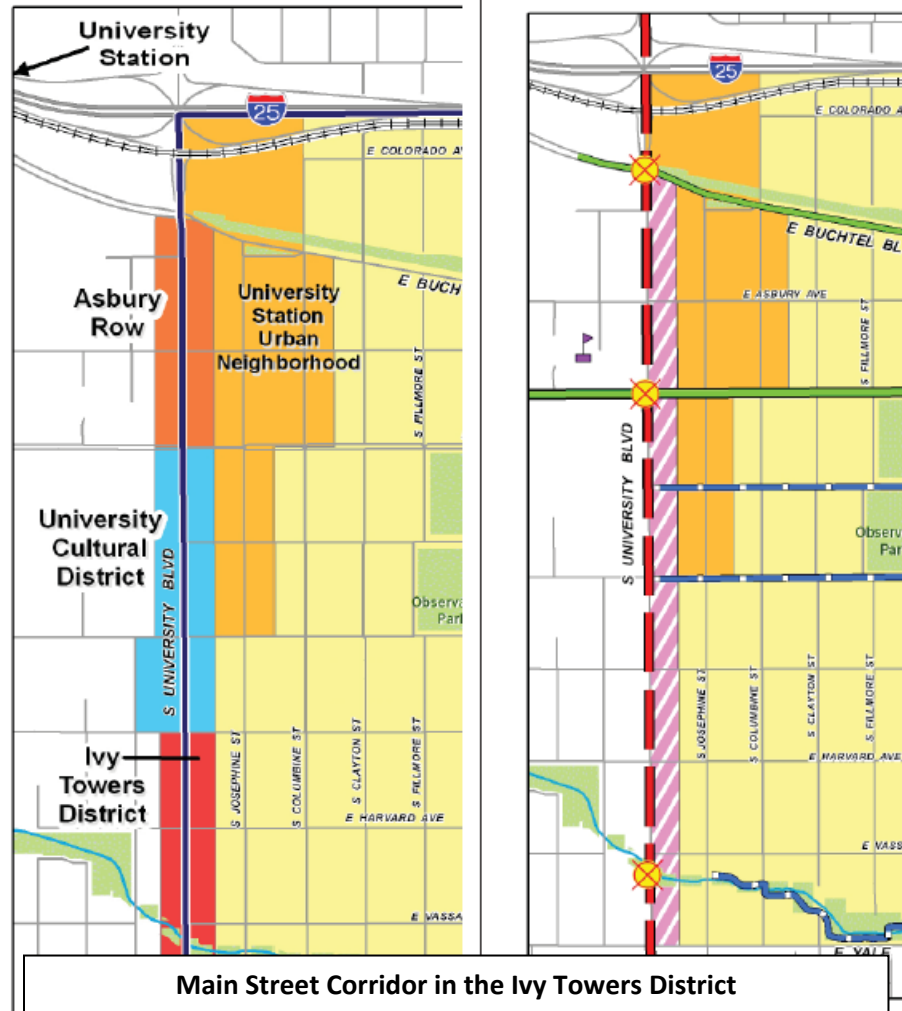 University
Station
25
E COLORADO AV
Asbury
Row
University
Station
Urban
Neighborhood
E BUCH
S FILLMORE ST
University
Cultural
District
S UNIVERSITY BLVD
Observa
Park
Ivy
Towers
District
S JOSEPHINE ST
S COLUMBINE ST
S CLAYTON ST
S FILLMORE ST
E HARVARD AVE
E VASSA
25
E COLORADO A
E BUCHTEL BL
E ASBURY AVE
S FILLMORE ST
S UNIVERSITY BLVD
Observa
Par
S JOSEPHINE ST
S COLUMBINE ST
S CLAYTON ST
S FILLMORE ST
E HARVARD AVE
E VASS
E YALE
Main Street Corridor in the Ivy Towers District